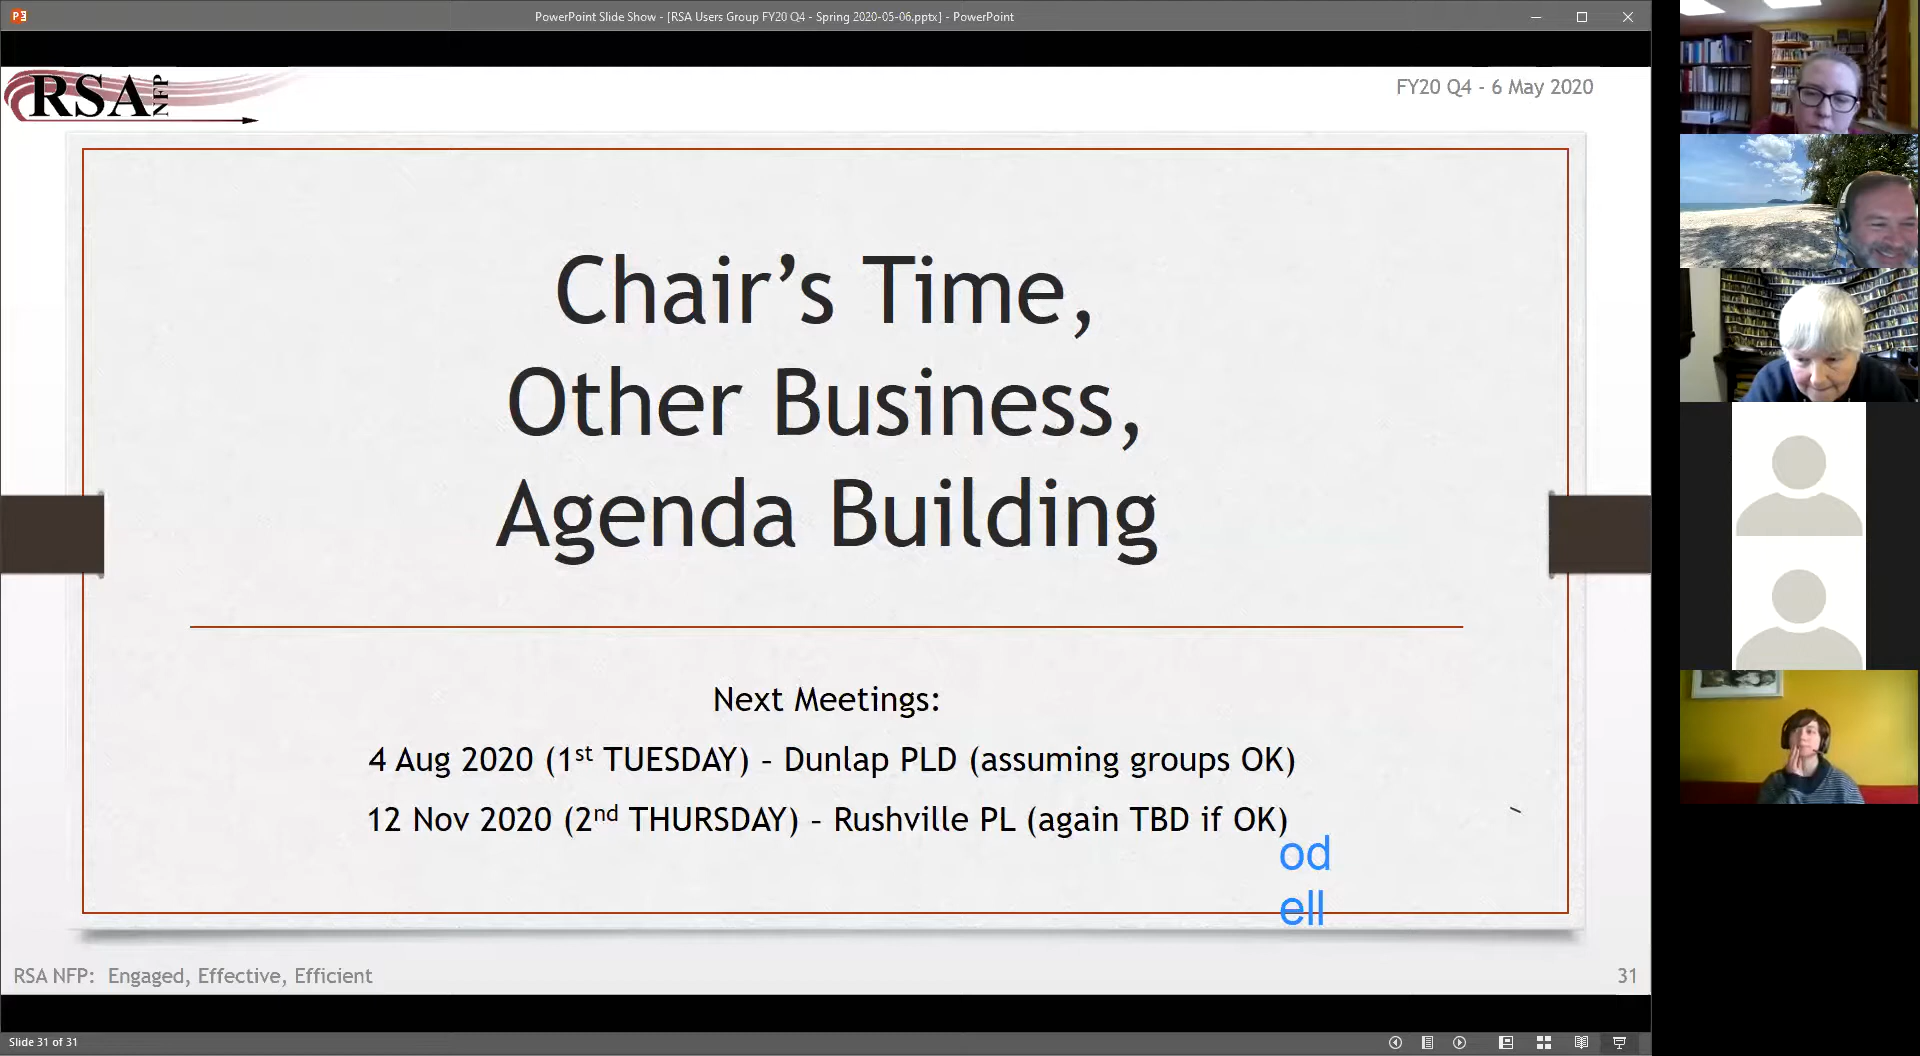 PowerPoint Slide Show - [RSA Users Group FY20 Q4 - Spring 2020-05-06.pptx] - PowerPoint
RSA NFP
FY20 Q4 - 6 May 2020
Chair’s Time,
Other Business,
Agenda Building
Next Meetings:
4 Aug 2020 (1st TUESDAY) – Dunlap PLD (assuming groups OK)
12 Nov 2020 (2nd THURSDAY) – Rushville PL (again TBD if OK)
od
ell
RSA NFP: Engaged, Effective, Efficient
31
Slide 31 of 31